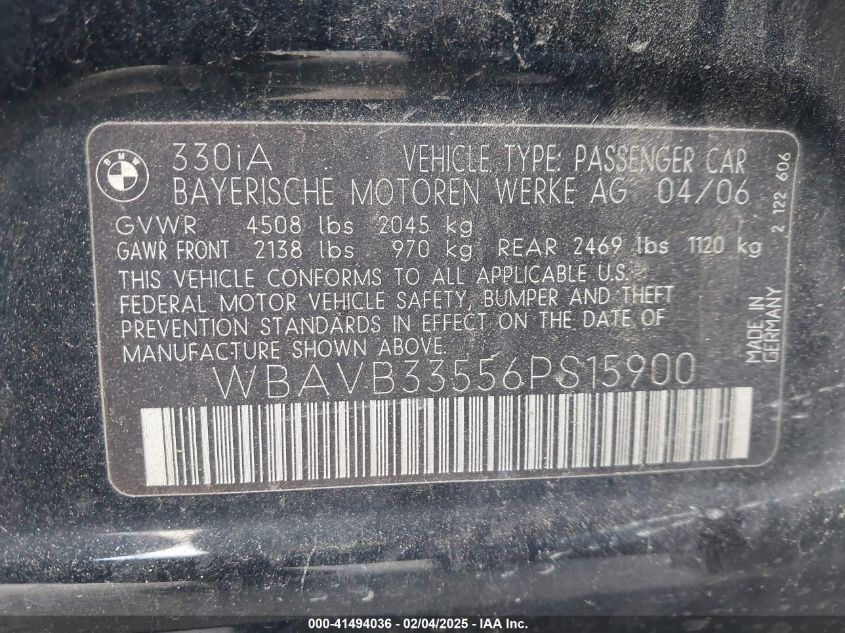 BMW
330iA VEHICLE TYPE: PASSENGER CAR
BAYERISCHE MOTOREN WERKE AG 04/06
GVWR 4508 lbs 2045 kg
GAWR FRONT 2138 lbs 970 kg REAR 2469 lbs 1120 kg
THIS VEHICLE CONFORMS TO ALL APPLICABLE U.S.
FEDERAL MOTOR VEHICLE SAFETY, BUMPER AND THEFT
PREVENTION STANDARDS IN EFFECT ON THE DATE OF
MANUFACTURE SHOWN ABOVE.
WBAVB33556PS15900
2 122 606
MADE IN
GERMANY
000-41494036 - 02/04/2025 - IAAI.com